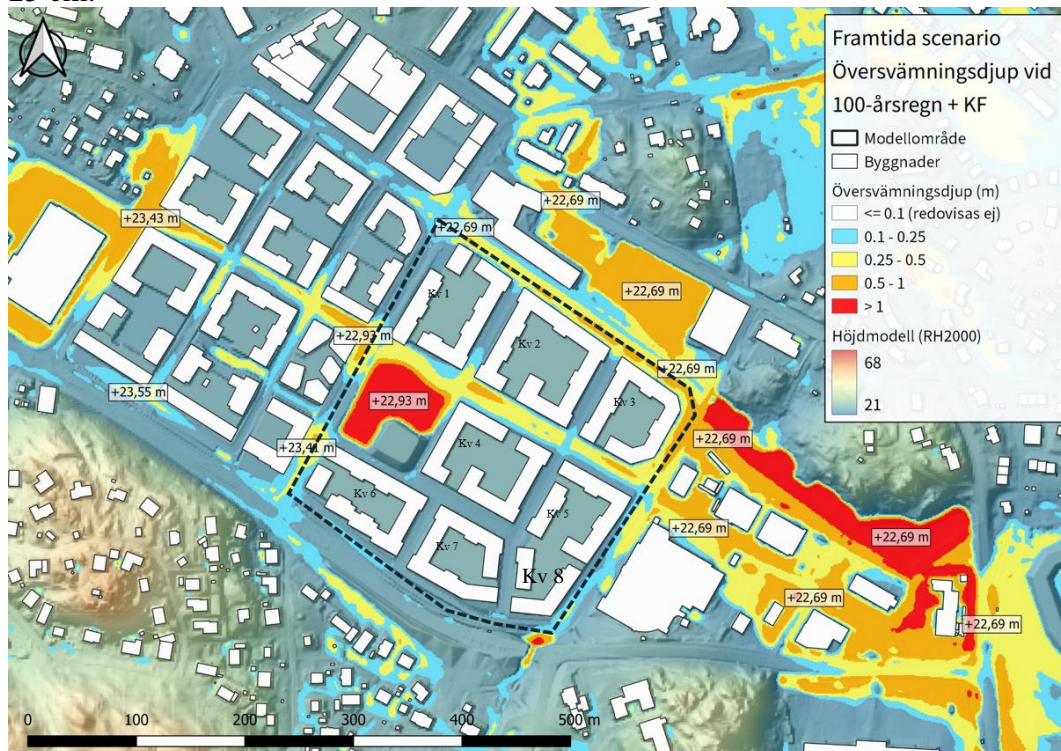 25 cm.
Framtida scenario
Översvämningsdjup vid
100-årsregn + KF
Modellområde
Byggnader
Översvämningsdjup (m)
<= 0.1 (redovisas ej)
0.1 - 0.25
0.25 - 0.5
0.5 - 1
> 1
Höjdmodell (RH2000)
68
21
+22,69 m
+23,43 m
+22,69 m
+22,69 m
Kv 1
+22,93 m
Kv 2
+22,69 m
+23,55 m
+22,93 m
Kv 3
+23,41 m
Kv 4
+22,69 m
Kv 6
Kv 5
+22,69 m
+22,69 m
Kv 7
Kv 8
+22,69 m
+22,69 m
0 100 200 300 400 500 m